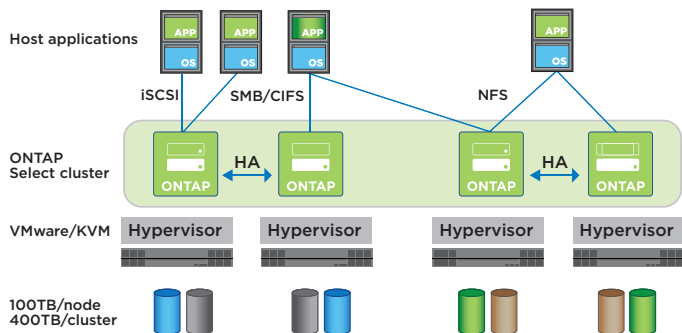 Host applications
APP
OS
APP
OS
APP
OS
APP
OS
iSCSI
SMB/CIFS
NFS
ONTAP
Select cluster
ONTAP
HA
ONTAP
ONTAP
HA
ONTAP
VMware/KVM
Hypervisor
Hypervisor
Hypervisor
Hypervisor
100TB/node
400TB/cluster